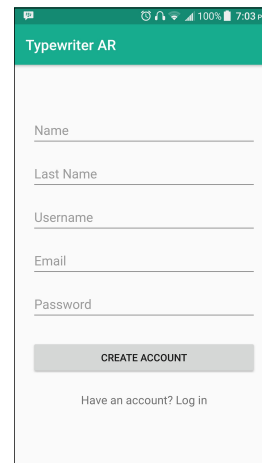 100% 7:03 P
Typewriter AR
Name
Last Name
Username
Email
Password
CREATE ACCOUNT
Have an account? Log in